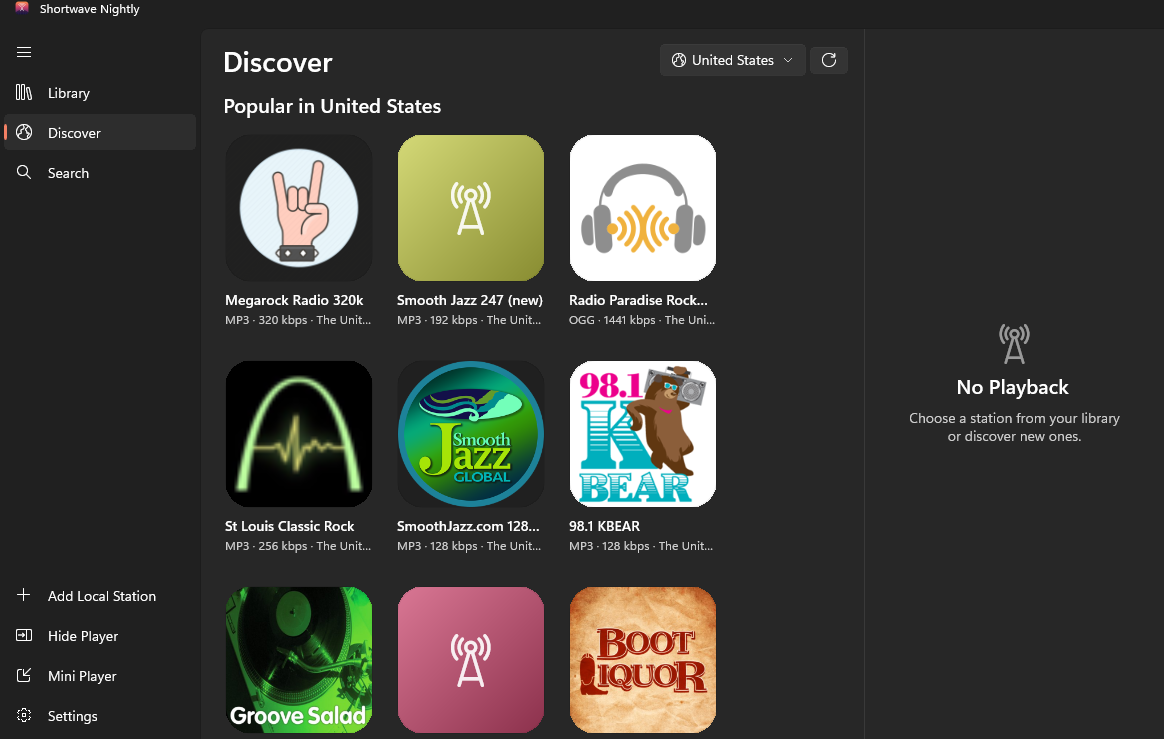 Shortwave Nightly
Library
Discover
Search
Add Local Station
Hide Player
Mini Player
Settings
Discover
United States
Popular in United States
Megarock Radio 320k
MP3 · 320 kbps · The Unit...
Smooth Jazz 247 (new)
MP3 · 192 kbps · The Unit...
Radio Paradise Rock...
OGG · 1441 kbps · The Uni...
Smooth
Jazz
GLOBAL
98.1
K
BEAR
St Louis Classic Rock
MP3 · 256 kbps · The Unit...
SmoothJazz.com 128...
MP3 · 128 kbps · The Unit...
98.1 KBEAR
MP3 · 128 kbps · The Unit...
Groove Salad
BOOT
LIQUOR
No Playback
Choose a station from your library
or discover new ones.